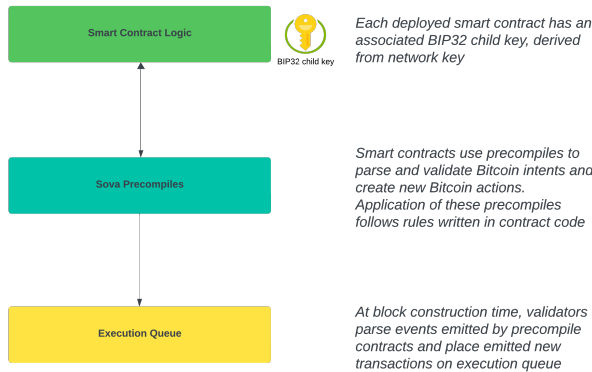 Smart Contract Logic
BIP32 child key
Each deployed smart contract has an
associated BIP32 child key, derived
from network key
Sova Precompiles
Smart contracts use precompiles to
parse and validate Bitcoin intents and
create new Bitcoin actions.
Application of these precompiles
follows rules written in contract code
Execution Queue
At block construction time, validators
parse events emitted by precompile
contracts and place emitted new
transactions on execution queue